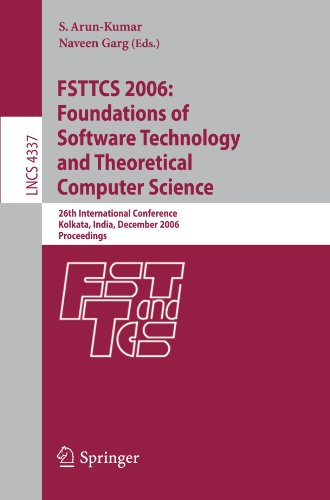 S. Arun-Kumar
Naveen Garg (Eds.)
LNCS 4337
FSTTCS 2006:
Foundations of
Software Technology
and Theoretical
Computer Science
26th International Conference
Kolkata, India, December 2006
Proceedings
FST
and
TCS
Springer